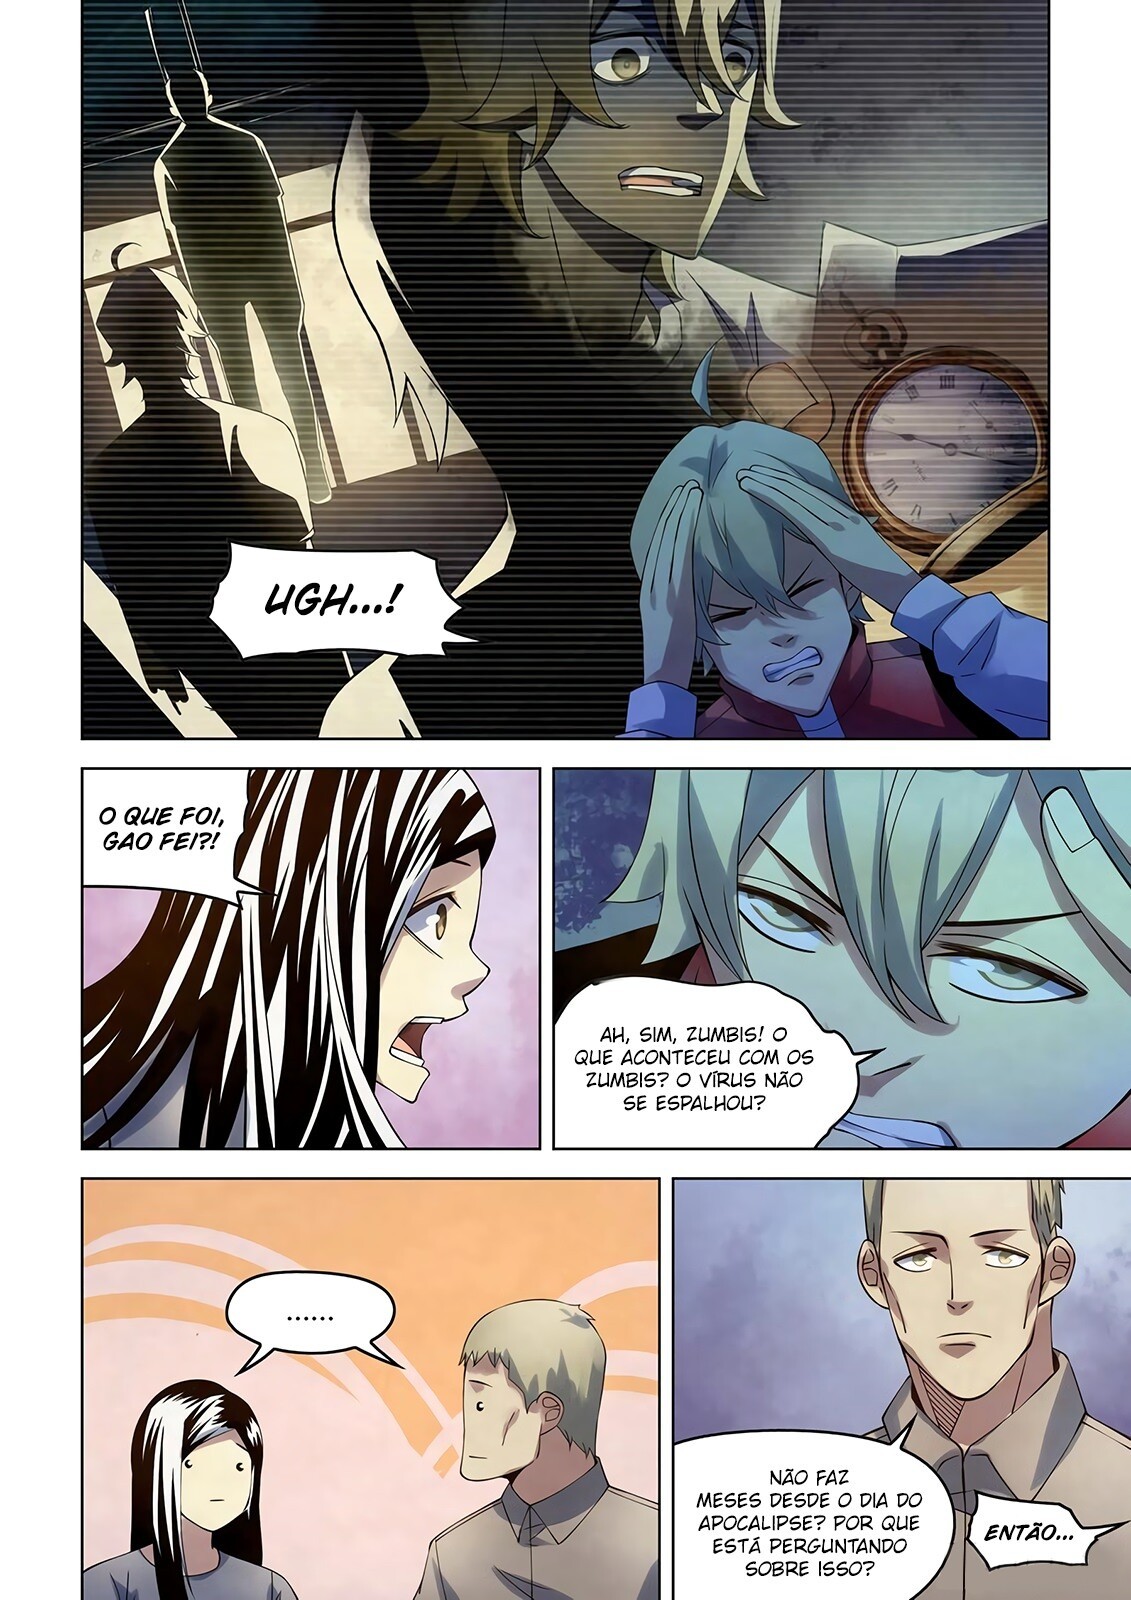 UGH...!
O QUE FOI,
GAO FEI?!
AH, SIM, ZUMBIS! O
QUE ACONTECEU COM OS
ZUMBIS? O VÍRUS NÃO
SE ESPALHOU?
......
NÃO FAZ
MESES DESDE O DIA DO
APOCALIPSE? POR QUE
ESTÁ PERGUNTANDO
SOBRE ISSO?
ENTÃO...